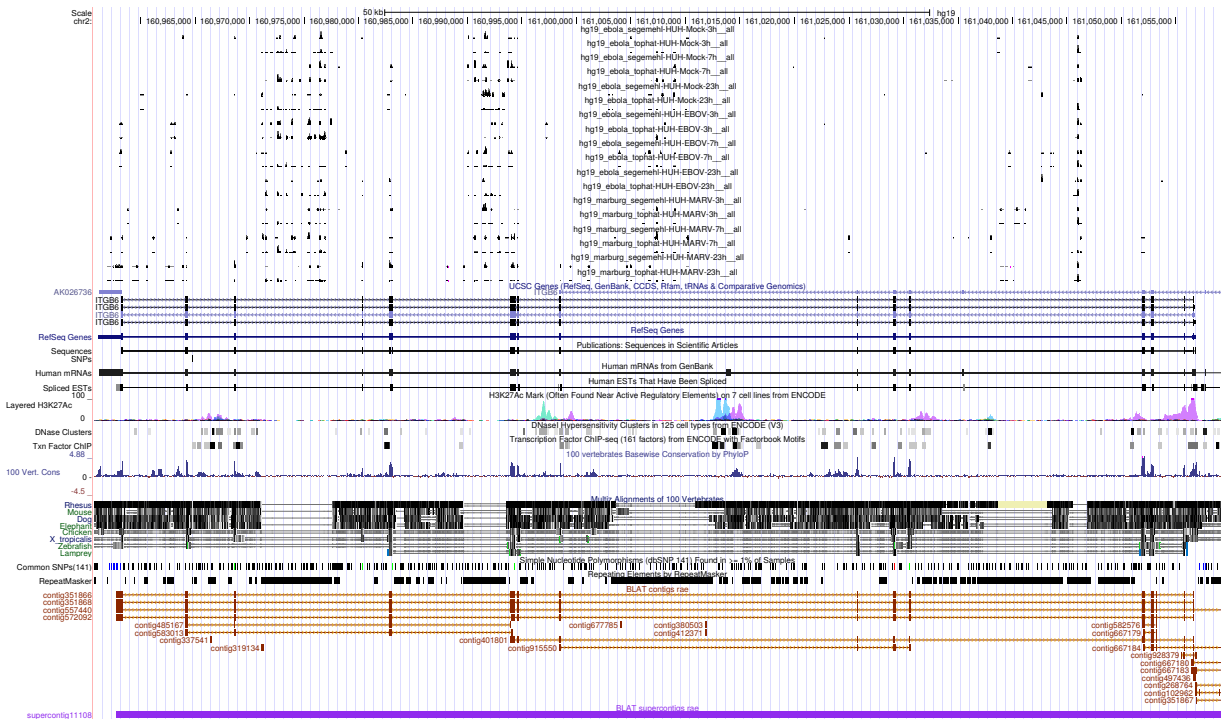 Scale 50 kb hg19
chr2: 160,965,000 160,970,000 160,975,000 160,980,000 160,985,000 160,990,000 160,995,000 161,000,000 161,005,000 161,010,000 161,015,000 161,020,000 161,025,000 161,030,000 161,035,000 161,040,000 161,045,000 161,050,000 161,055,000
hg19_ebola_segemehl-HUH-Mock-3h__all
hg19_ebola_tophat-HUH-Mock-3h__all
hg19_ebola_segemehl-HUH-Mock-7h__all
hg19_ebola_tophat-HUH-Mock-7h__all
hg19_ebola_segemehl-HUH-Mock-23h__all
hg19_ebola_tophat-HUH-Mock-23h__all
hg19_ebola_segemehl-HUH-EBOV-3h__all
hg19_ebola_tophat-HUH-EBOV-3h__all
hg19_ebola_segemehl-HUH-EBOV-7h__all
hg19_ebola_tophat-HUH-EBOV-7h__all
hg19_ebola_segemehl-HUH-EBOV-23h__all
hg19_ebola_tophat-HUH-EBOV-23h__all
hg19_marburg_segemehl-HUH-MARV-3h__all
hg19_marburg_tophat-HUH-MARV-3h__all
hg19_marburg_segemehl-HUH-MARV-7h__all
hg19_marburg_tophat-HUH-MARV-7h__all
hg19_marburg_segemehl-HUH-MARV-23h__all
hg19_marburg_tophat-HUH-MARV-23h__all
UCSC Genes (RefSeq, GenBank, CCDS, Rfam, tRNAs & Comparative Genomics)
AK026736 ITGB6
ITGB6
ITGB6
ITGB6
ITGB6
RefSeq Genes
RefSeq Genes
Publications: Sequences in Scientific Articles
Sequences
SNPs
Human mRNAs from GenBank
Human mRNAs
Human ESTs That Have Been Spliced
Spliced ESTs
H3K27Ac Mark (Often Found Near Active Regulatory Elements) on 7 cell lines from ENCODE
100
Layered H3K27Ac
0
DNaseI Hypersensitivity Clusters in 125 cell types from ENCODE (V3)
DNase Clusters
Transcription Factor ChIP-seq (161 factors) from ENCODE with Factorbook Motifs
Txn Factor ChIP
100 vertebrates Basewise Conservation by PhyloP
4.88
100 Vert. Cons
0
-4.5
Multiz Alignments of 100 Vertebrates
Rhesus
Mouse
Dog
Elephant
Chicken
X_tropicalis
Zebrafish
Lamprey
Simple Nucleotide Polymorphisms (dbSNP 141) Found in >= 1% of Samples
Common SNPs(141)
Repeating Elements by RepeatMasker
RepeatMasker
BLAT contigs rae
contig351866
contig351868
contig557440
contig572092
contig485167 contig677785 contig380503 contig582576
contig583013 contig412371 contig667179
contig337541 contig401801
contig319134 contig915550 contig667184
contig928379
contig667180
contig667183
contig497436
contig268764
contig102962
contig351867
BLAT supercontigs rae
supercontig11108